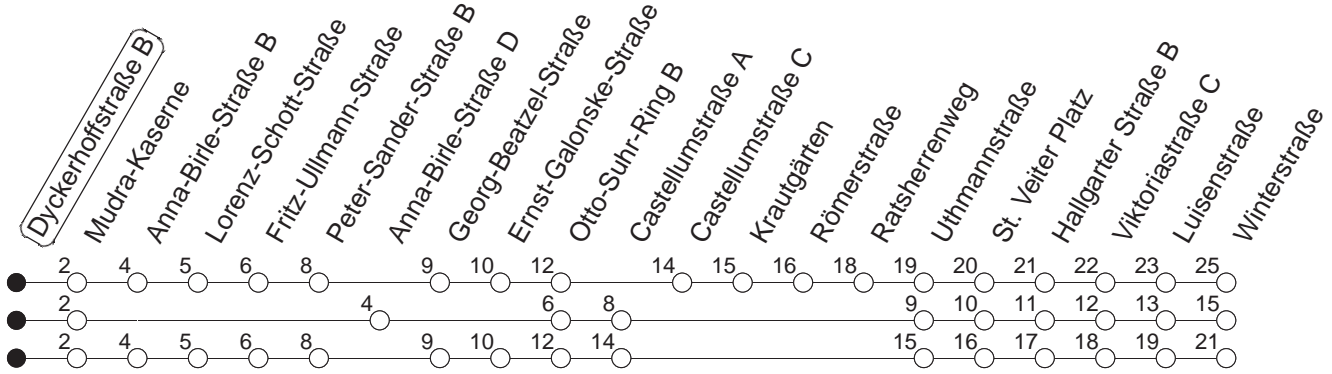 Dyckerhoffstraße B
Mudra-Kaserne
Anna-Birle-Straße B
Lorenz-Schott-Straße
Fritz-Ullmann-Straße
Peter-Sander-Straße B
Anna-Birle-Straße D
Georg-Beatzel-Straße
Ernst-Galonske-Straße
Otto-Suhr-Ring B
Castellumstraße A
Castellumstraße C
Krautgärten
Römerstraße
Ratsherrenweg
Uthmannstraße
St. Veiter Platz
Hallgarter Straße B
Viktoriastraße C
Luisenstraße
Winterstraße
2 4 5 6 8 9 10 12 14 15 16 18 19 20 21 22 23 25
2 4 6 8 9 10 11 12 13 15
2 4 5 6 8 9 10 12 14 15 16 17 18 19 21